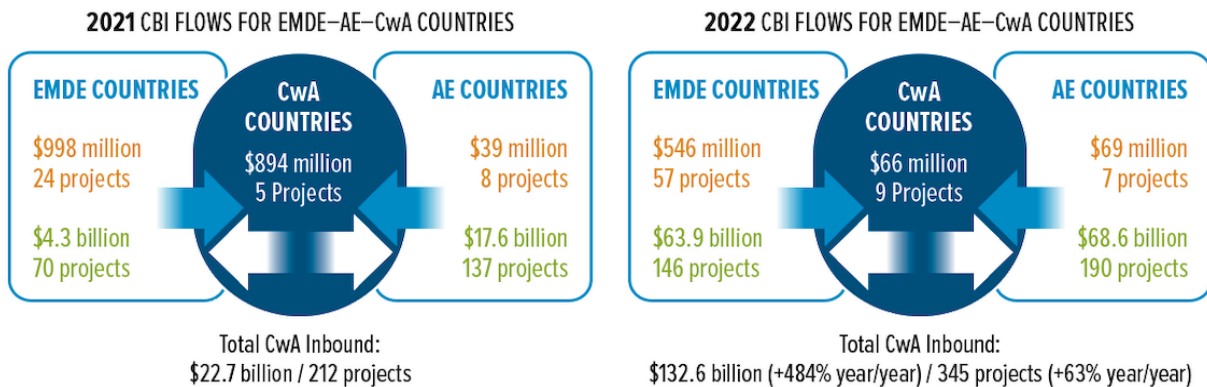 2021 CBI FLOWS FOR EMDE–AE–CwA COUNTRIES
EMDE COUNTRIES
$998 million
24 projects
$4.3 billion
70 projects
CwA
COUNTRIES
$894 million
5 Projects
AE COUNTRIES
$39 million
8 projects
$17.6 billion
137 projects
Total CwA Inbound:
$22.7 billion / 212 projects
2022 CBI FLOWS FOR EMDE–AE–CwA COUNTRIES
EMDE COUNTRIES
$546 million
57 projects
$63.9 billion
146 projects
CwA
COUNTRIES
$66 million
9 Projects
AE COUNTRIES
$69 million
7 projects
$68.6 billion
190 projects
Total CwA Inbound:
$132.6 billion (+484% year/year) / 345 projects (+63% year/year)